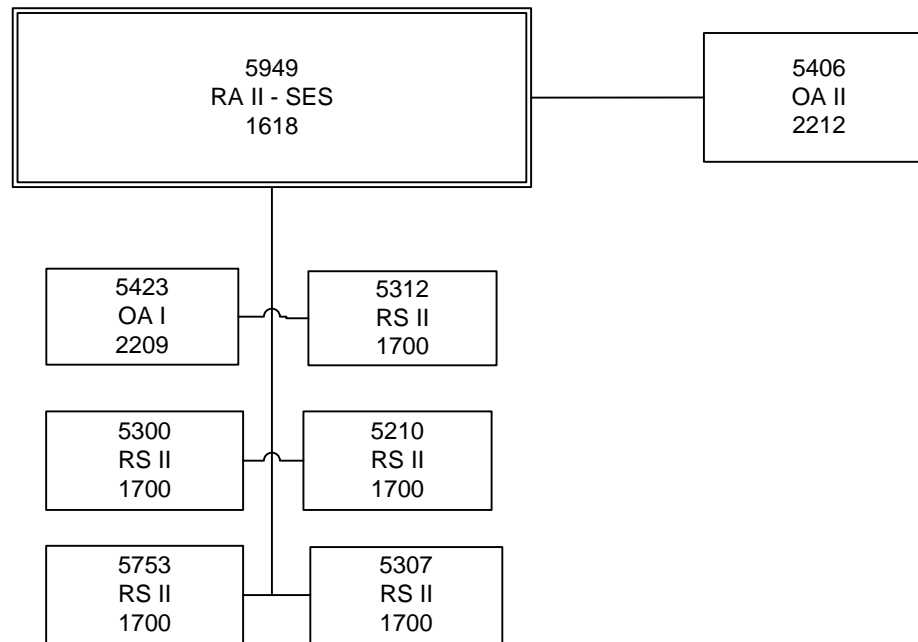 5949
RA II - SES
1618
5406
OA II
2212
5423
OA I
2209
5312
RS II
1700
5300
RS II
1700
5210
RS II
1700
5753
RS II
1700
5307
RS II
1700